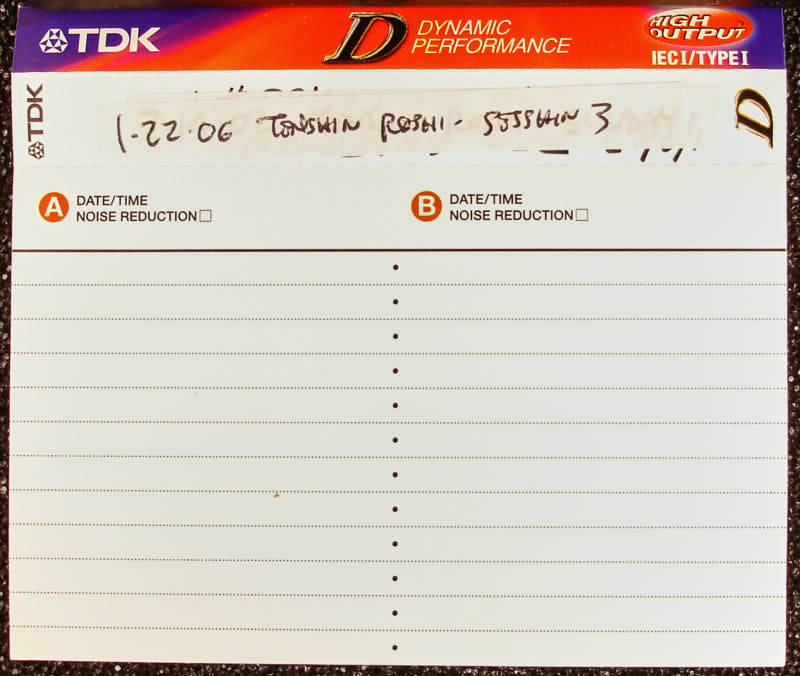 TDK D DYNAMIC PERFORMANCE HIGH OUTPUT
IEC I/TYPE I
TDK 1.22.06 TENSHIN ROSHI - SESSHIN 3 D
A DATE/TIME
NOISE REDUCTION
B DATE/TIME
NOISE REDUCTION